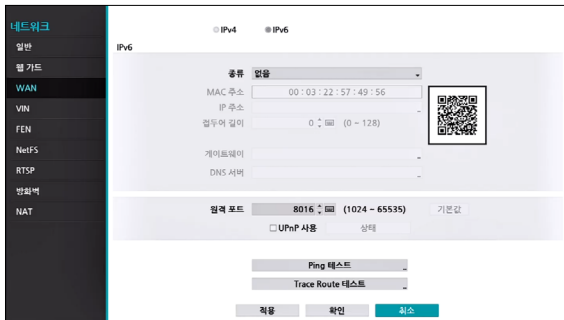 네트워크
일반
웹 가드
WAN
VIN
FEN
NetFS
RTSP
방화벽
NAT
IPv4 IPv6
IPv6
종류 없음
MAC 주소 00 : 03 : 22 : 57 : 49 : 56
IP 주소
접두어 길이 0 (0 ~ 128)
게이트웨이
DNS 서버
원격 포트 8016 (1024 ~ 65535) 기본값
UPnP 사용 상태
Ping 테스트
Trace Route 테스트
적용 확인 취소